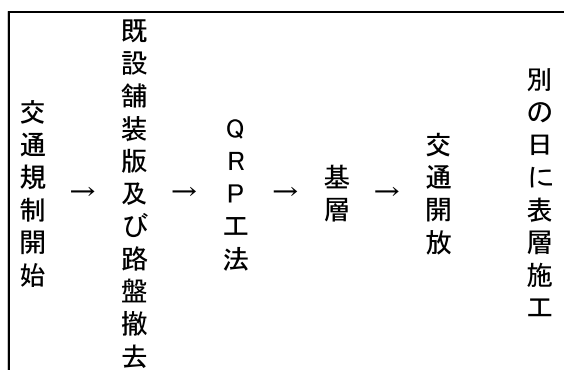 交通規制開始
→
既設舗装版及び路盤撤去
→
ＱＲＰ工法
→
基層
→
交通開放
別の日に表層施工